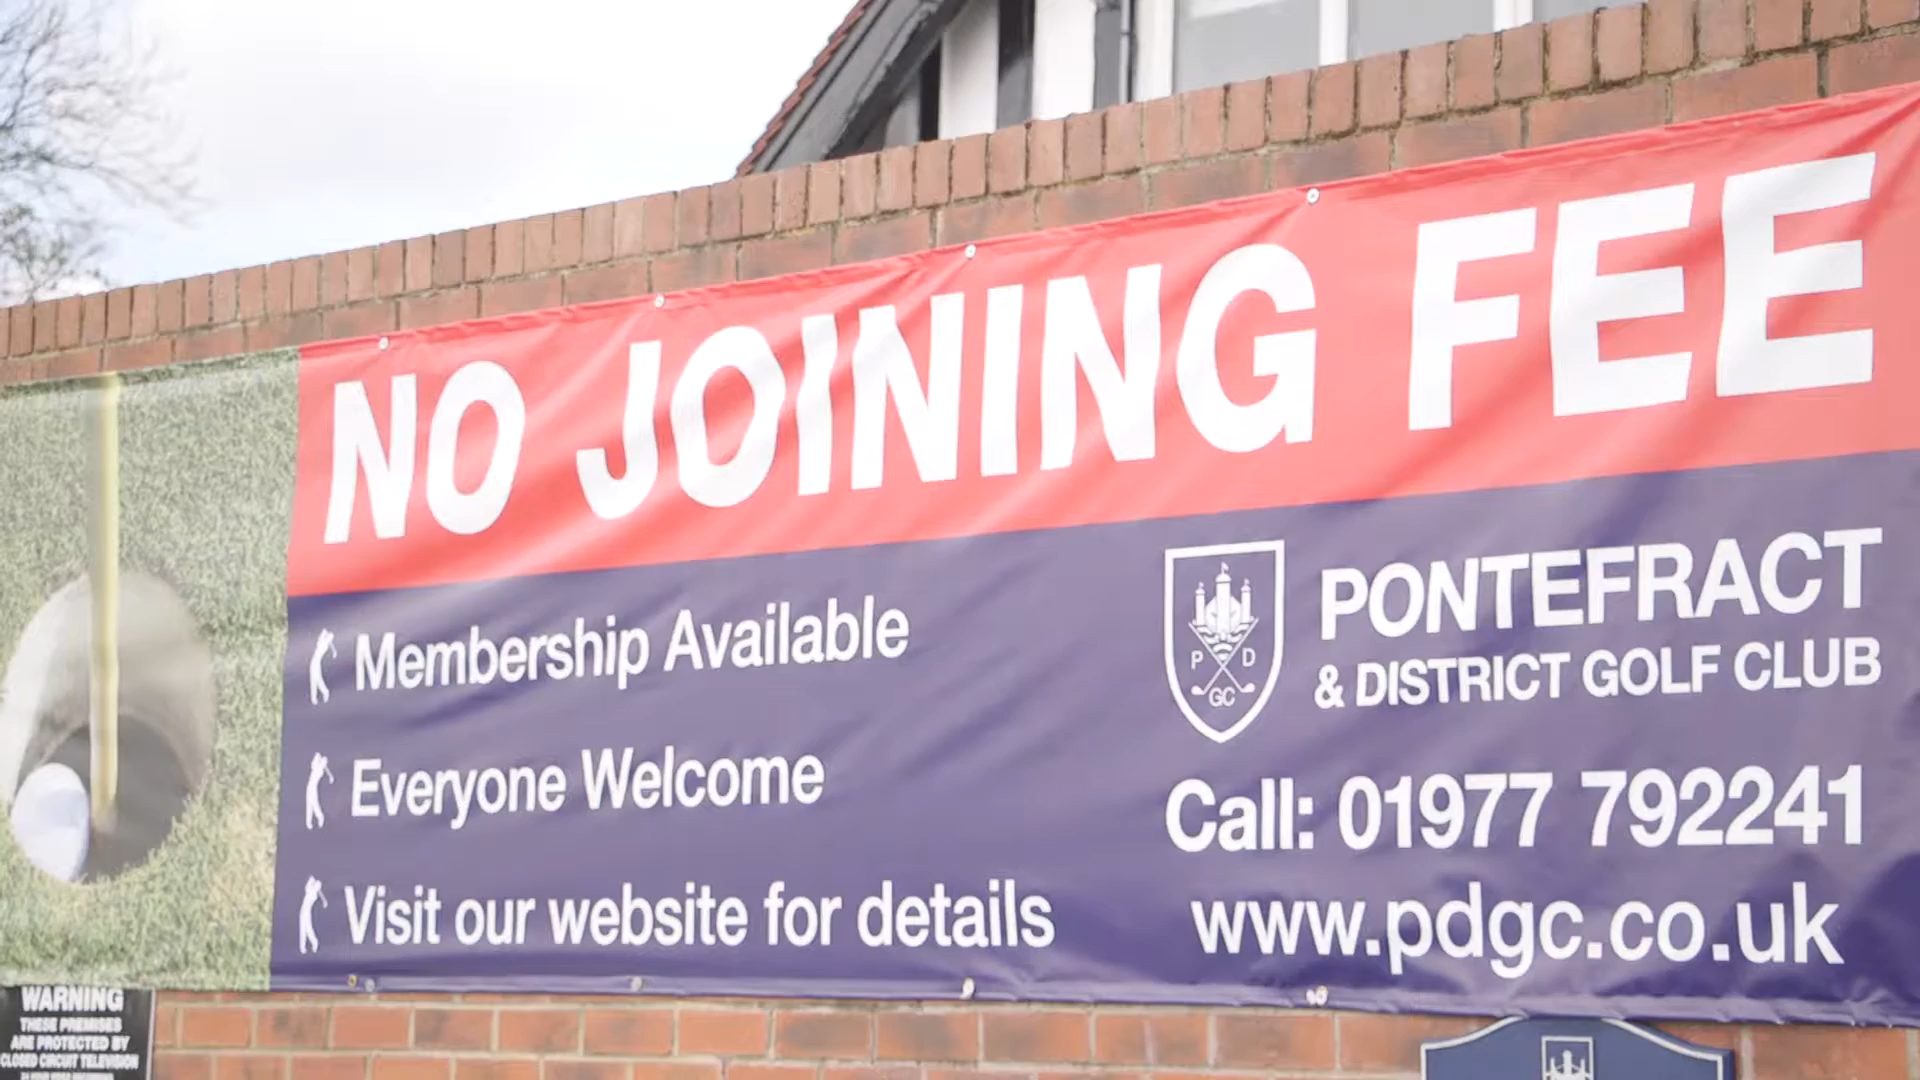 NO JOINING FEE
Membership Available
Everyone Welcome
Visit our website for details
P D
GC
PONTEFRACT
& DISTRICT GOLF CLUB
Call: 01977 792241
www.pdgc.co.uk
WARNING
THESE PREMISES
ARE PROTECTED BY
CLOSED CIRCUIT TELEVISION